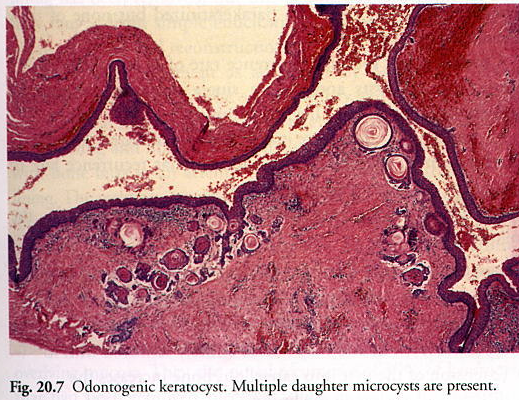 Fig. 20.7 Odontogenic keratocyst. Multiple daughter microcysts are present.